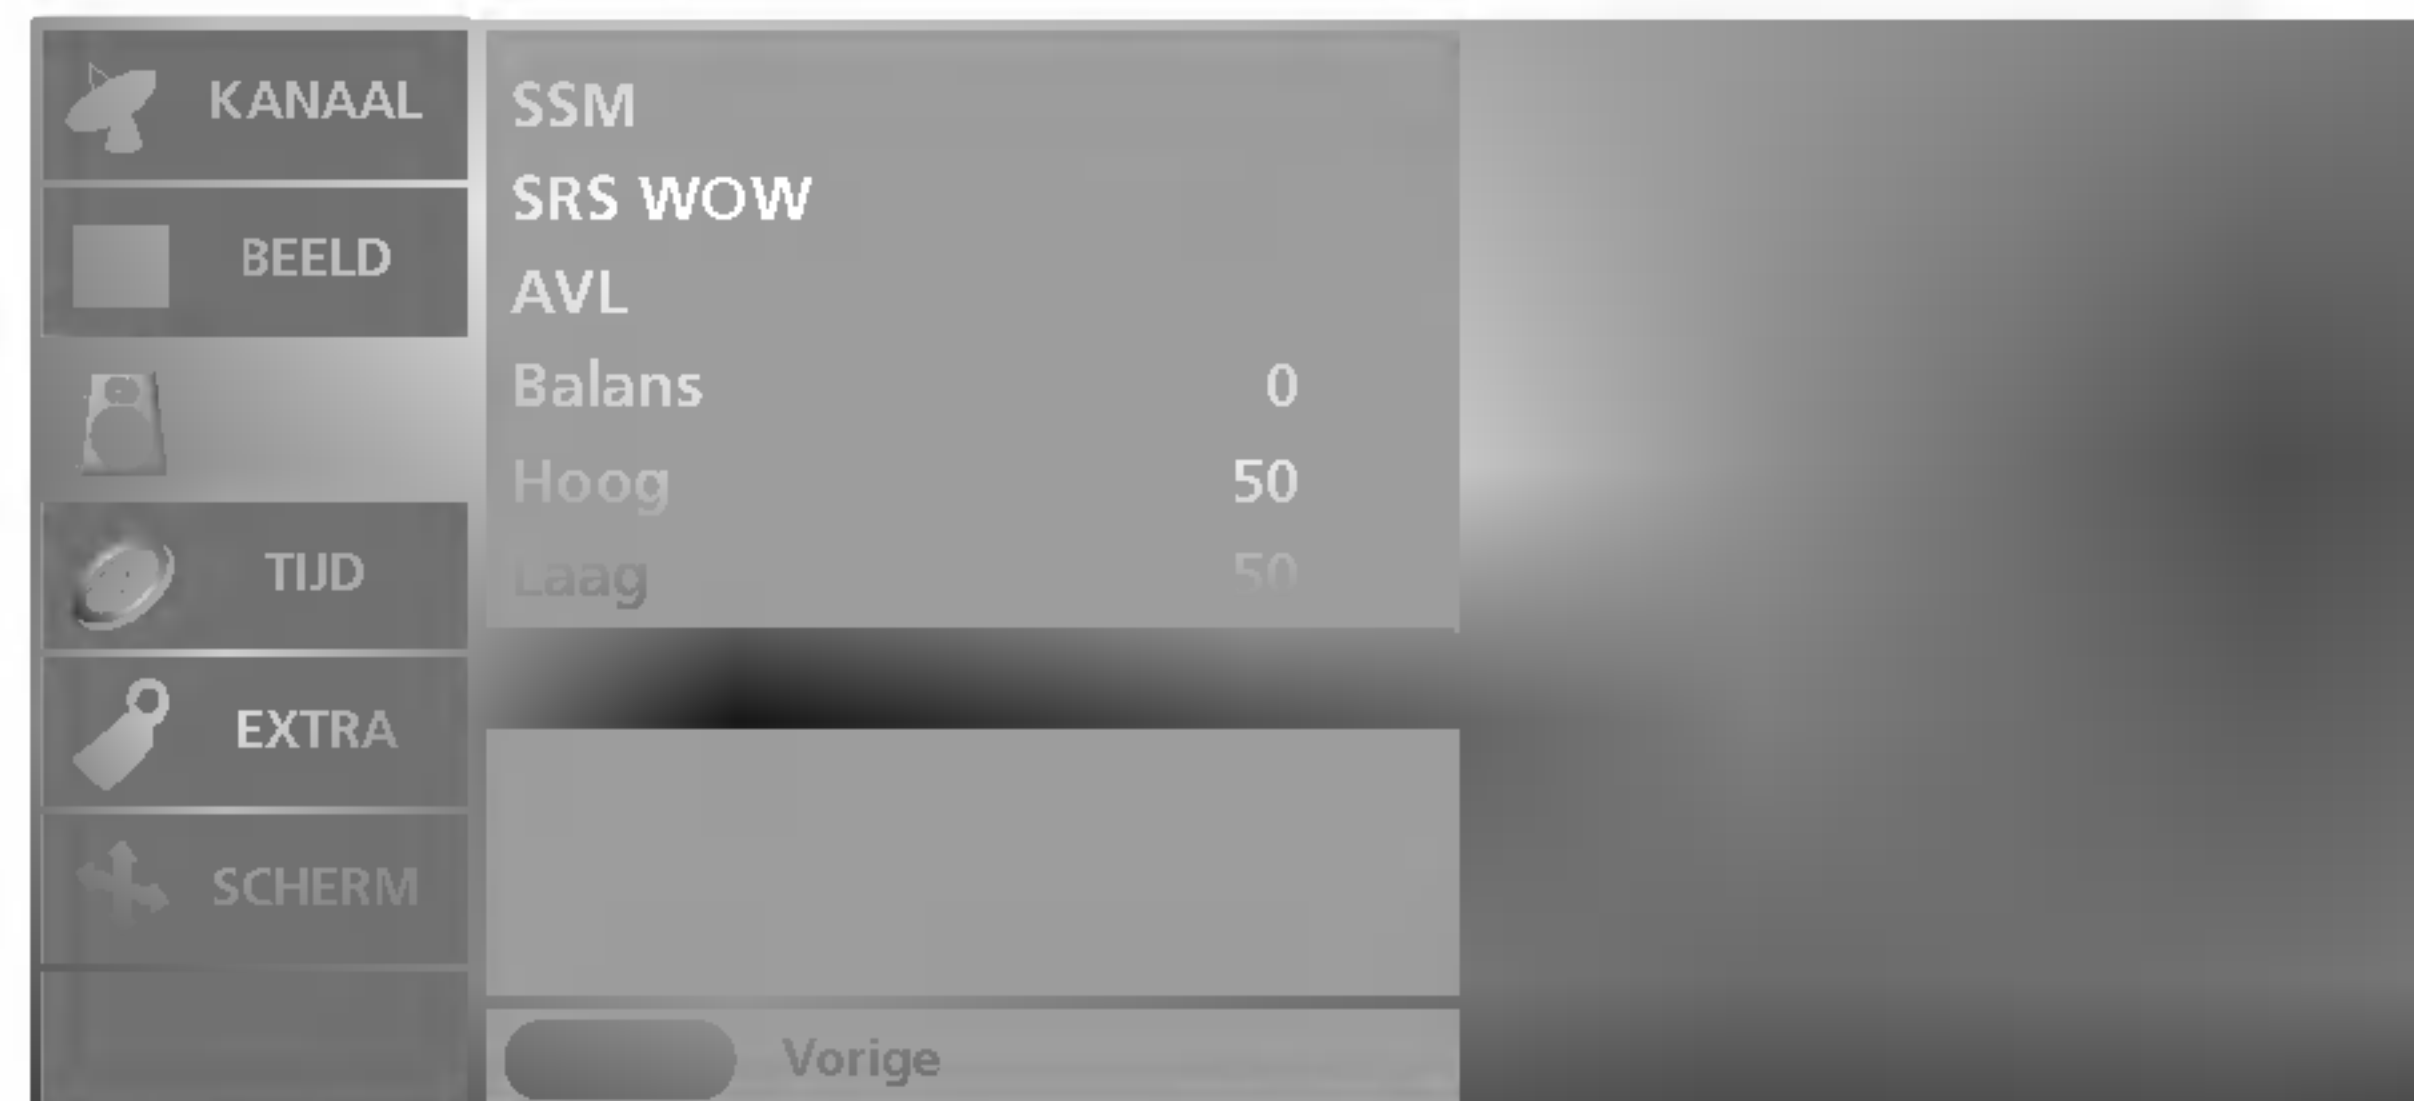 KANAAL
BEELD
TIJD
EXTRA
SCHERM
SSM
SRS WOW
AVL
Balans 0
Hoog 50
Laag 50
Vorige